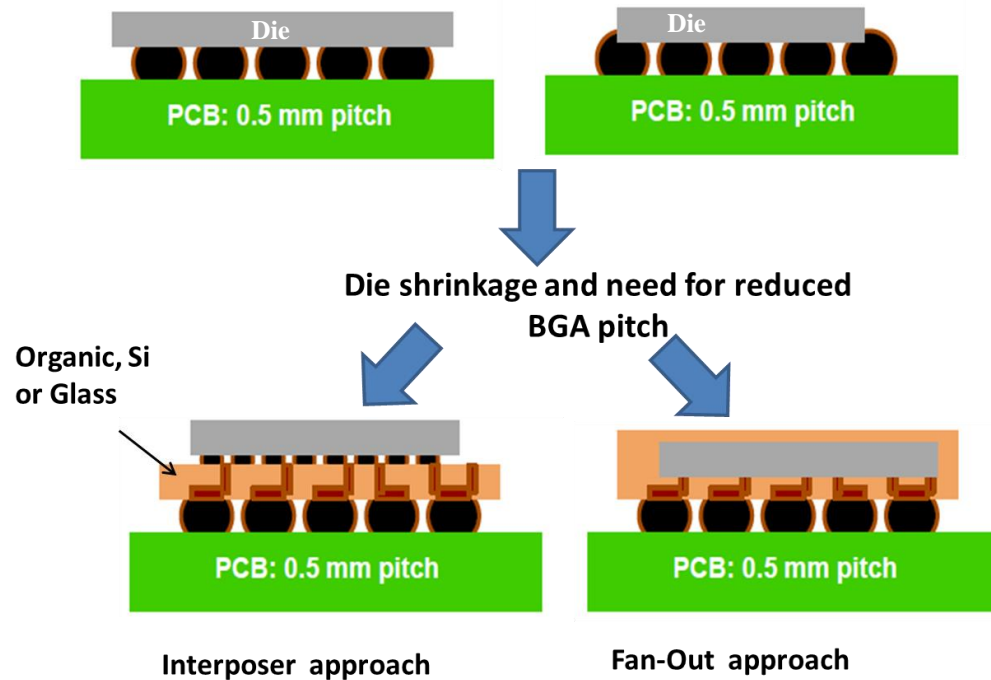 Die
Die
PCB: 0.5 mm pitch
PCB: 0.5 mm pitch
Die shrinkage and need for reduced
BGA pitch
Organic, Si
or Glass
PCB: 0.5 mm pitch
PCB: 0.5 mm pitch
Interposer approach
Fan-Out approach